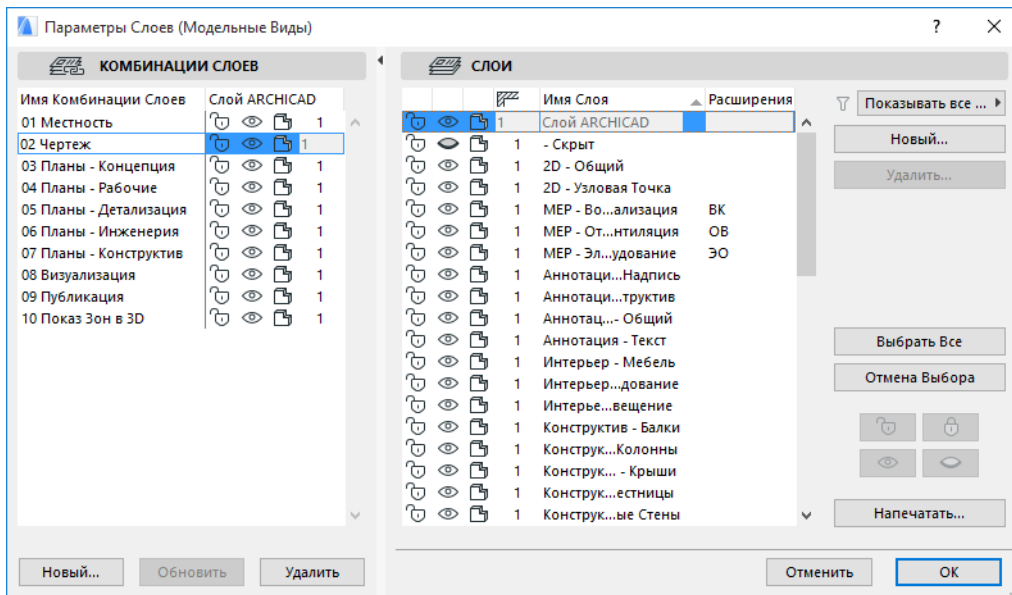 Параметры Слоев (Модельные Виды) ?
КОМБИНАЦИИ СЛОЕВ
Имя Комбинации Слоев Слой ARCHICAD
01 Местность 1
02 Чертеж 1
03 Планы - Концепция 1
04 Планы - Рабочие 1
05 Планы - Детализация 1
06 Планы - Инженерия 1
07 Планы - Конструктив 1
08 Визуализация 1
09 Публикация 1
10 Показ Зон в 3D 1
Новый... Обновить Удалить
СЛОИ
Имя Слоя Расширения
1 Слой ARCHICAD
1 - Скрыт
1 2D - Общий
1 2D - Узловая Точка
1 МЕР - Во...ализация ВК
1 МЕР - От...нтиляция ОВ
1 МЕР - Эл...удование ЭО
1 Аннотаци...Надпись
1 Аннотаци...труктив
1 Аннотац...- Общий
1 Аннотация - Текст
1 Интерьер - Мебель
1 Интерьер...дование
1 Интерье...вещение
1 Конструктив - Балки
1 Конструк...Колонны
1 Конструк... - Крыши
1 Конструк...естницы
1 Конструк...ые Стены
Показывать все ...
Новый...
Удалить...
Выбрать Все
Отмена Выбора
Напечатать...
Отменить OK